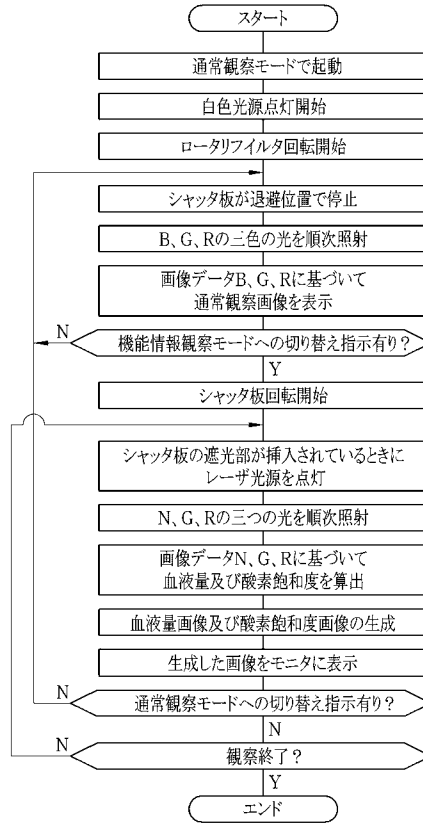 スタート
通常観察モードで起動
白色光源点灯開始
ロータリフィルタ回転開始
シャッタ板が退避位置で停止
B、G、Rの三色の光を順次照射
画像データB、G、Rに基づいて
通常観察画像を表示
N
機能情報観察モードへの切り替え指示有り?
Y
シャッタ板回転開始
シャッタ板の遮光部が挿入されているときに
レーザ光源を点灯
N、G、Rの三つの光を順次照射
画像データN、G、Rに基づいて
血液量及び酸素飽和度を算出
血液量画像及び酸素飽和度画像の生成
生成した画像をモニタに表示
N
通常観察モードへの切り替え指示有り?
N
N
観察終了?
Y
エンド